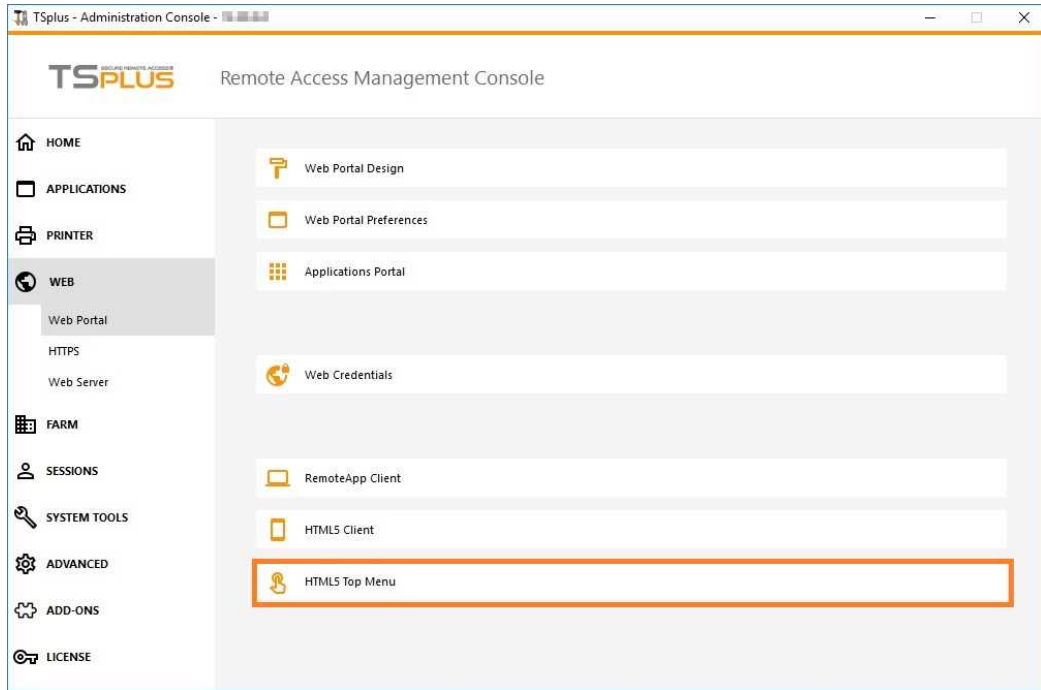 TSplus - Administration Console -
SECURE REMOTE ACCESS
TSPLUS
Remote Access Management Console
HOME
APPLICATIONS
PRINTER
WEB
Web Portal
HTTPS
Web Server
FARM
SESSIONS
SYSTEM TOOLS
ADVANCED
ADD-ONS
LICENSE
Web Portal Design
Web Portal Preferences
Applications Portal
Web Credentials
RemoteApp Client
HTML5 Client
HTML5 Top Menu